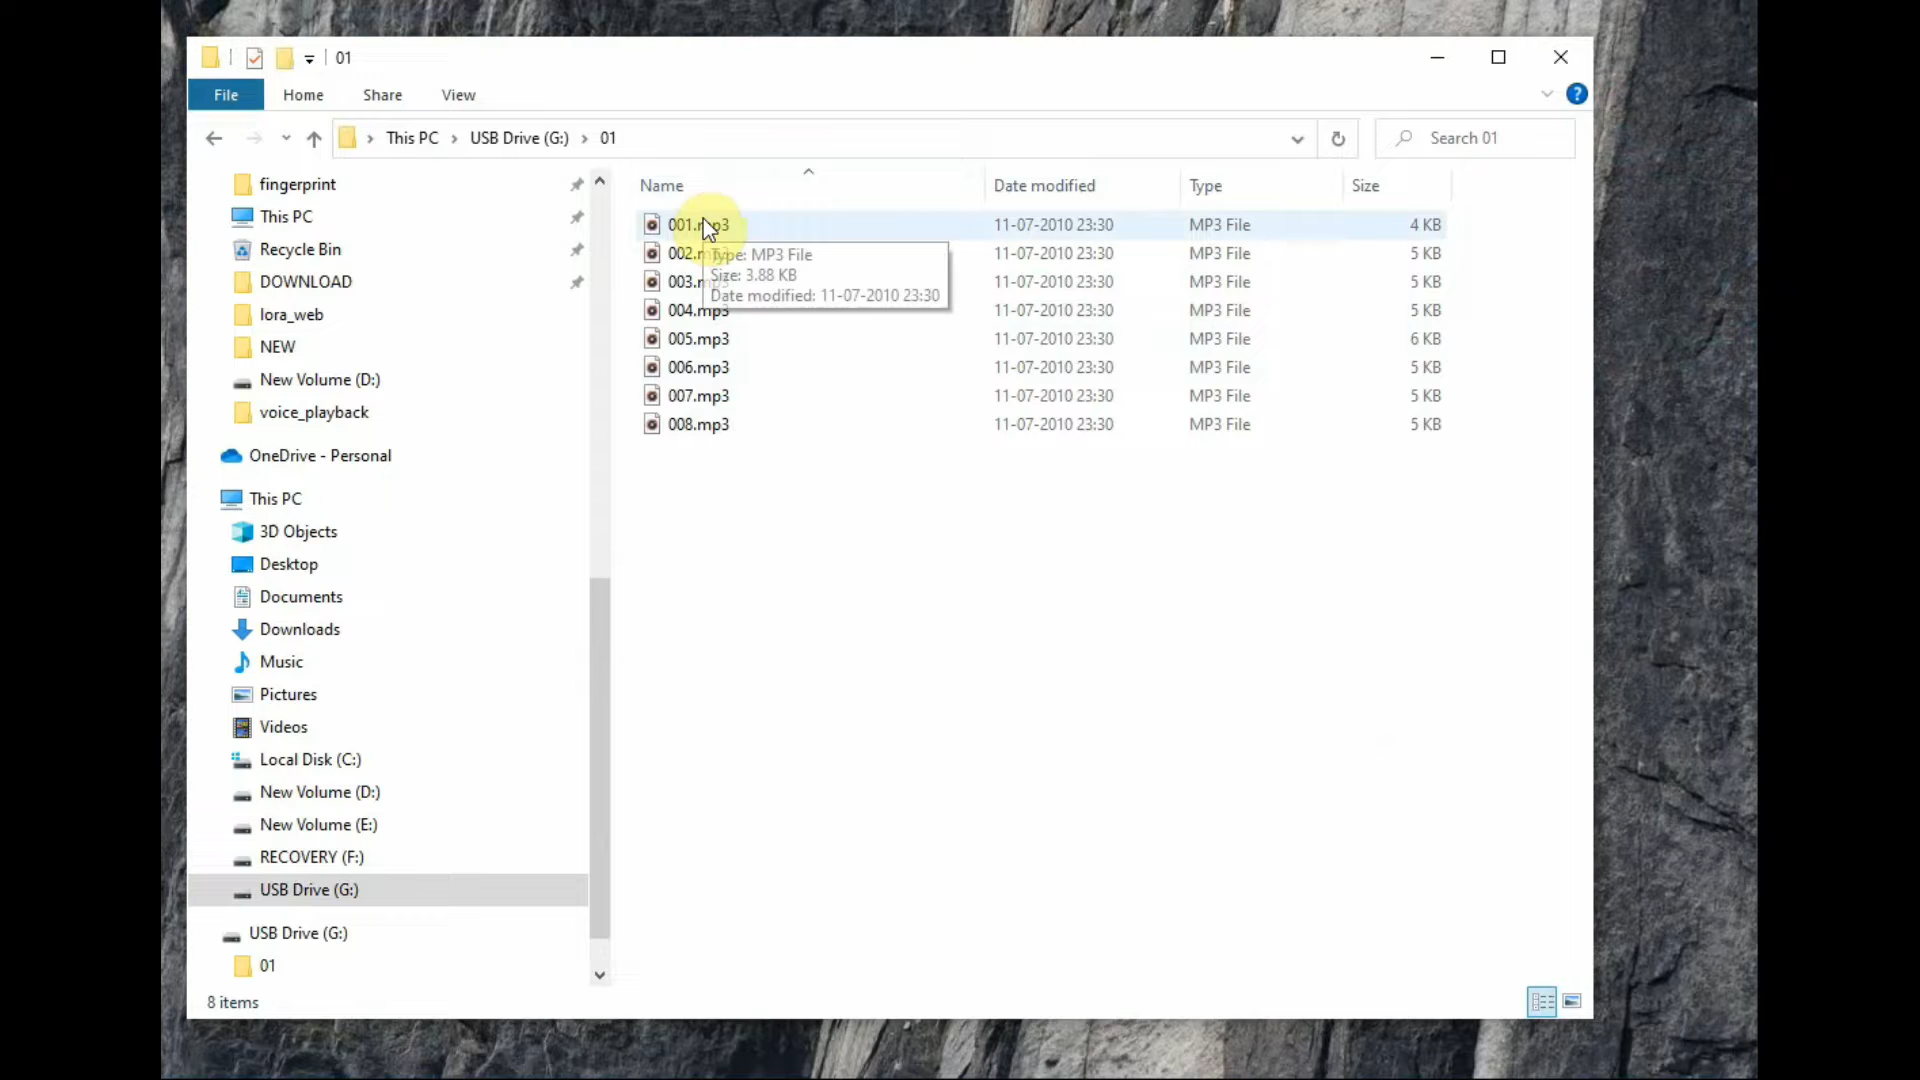 01
File Home Share View
This PC USB Drive (G:) 01
Search 01
fingerprint
This PC
Recycle Bin
DOWNLOAD
lora_web
NEW
New Volume (D:)
voice_playback
OneDrive - Personal
This PC
3D Objects
Desktop
Documents
Downloads
Music
Pictures
Videos
Local Disk (C:)
New Volume (D:)
New Volume (E:)
RECOVERY (F:)
USB Drive (G:)
USB Drive (G:)
01
8 items
Name Date modified Type Size
001.mp3 11-07-2010 23:30 MP3 File 4 KB
002.m 11-07-2010 23:30 MP3 File 5 KB
003.m 11-07-2010 23:30 MP3 File 5 KB
004.mp3 11-07-2010 23:30 MP3 File 5 KB
005.mp3 11-07-2010 23:30 MP3 File 6 KB
006.mp3 11-07-2010 23:30 MP3 File 5 KB
007.mp3 11-07-2010 23:30 MP3 File 5 KB
008.mp3 11-07-2010 23:30 MP3 File 5 KB
Type: MP3 File
Size: 3.88 KB
Date modified: 11-07-2010 23:30